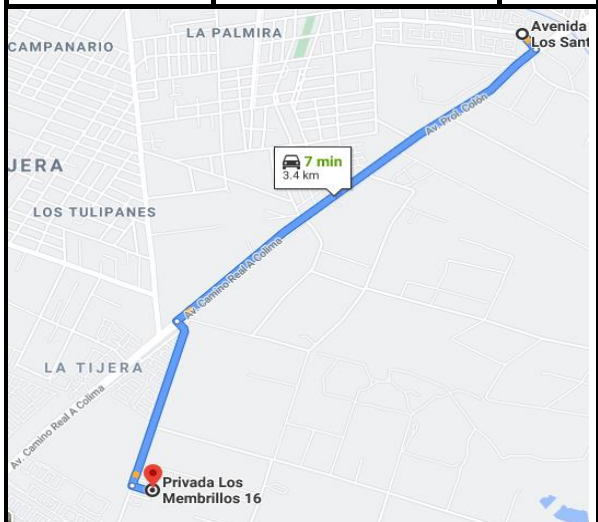 Avenida
Los Sant
CAMPANARIO
LA PALMIRA
Av. Prol. Colón
7 min
3.4 km
JERA
LOS TULIPANES
Av. Camino Real A Colima
LA TIJERA
Av. Camino Real A Colima
Privada Los
Membrillos 16